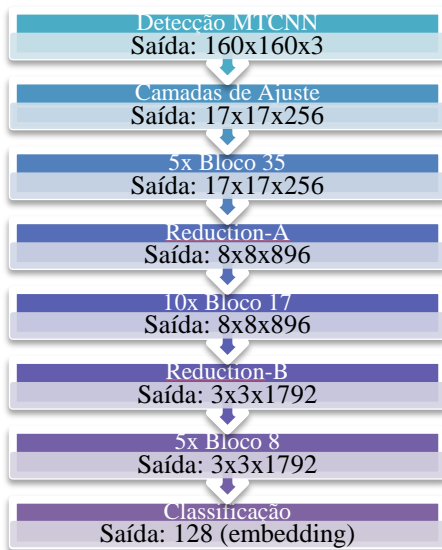 Detecção MTCNN
Saída: 160x160x3
Camadas de Ajuste
Saída: 17x17x256
5x Bloco 35
Saída: 17x17x256
Reduction-A
Saída: 8x8x896
10x Bloco 17
Saída: 8x8x896
Reduction-B
Saída: 3x3x1792
5x Bloco 8
Saída: 3x3x1792
Classificação
Saída: 128 (embedding)